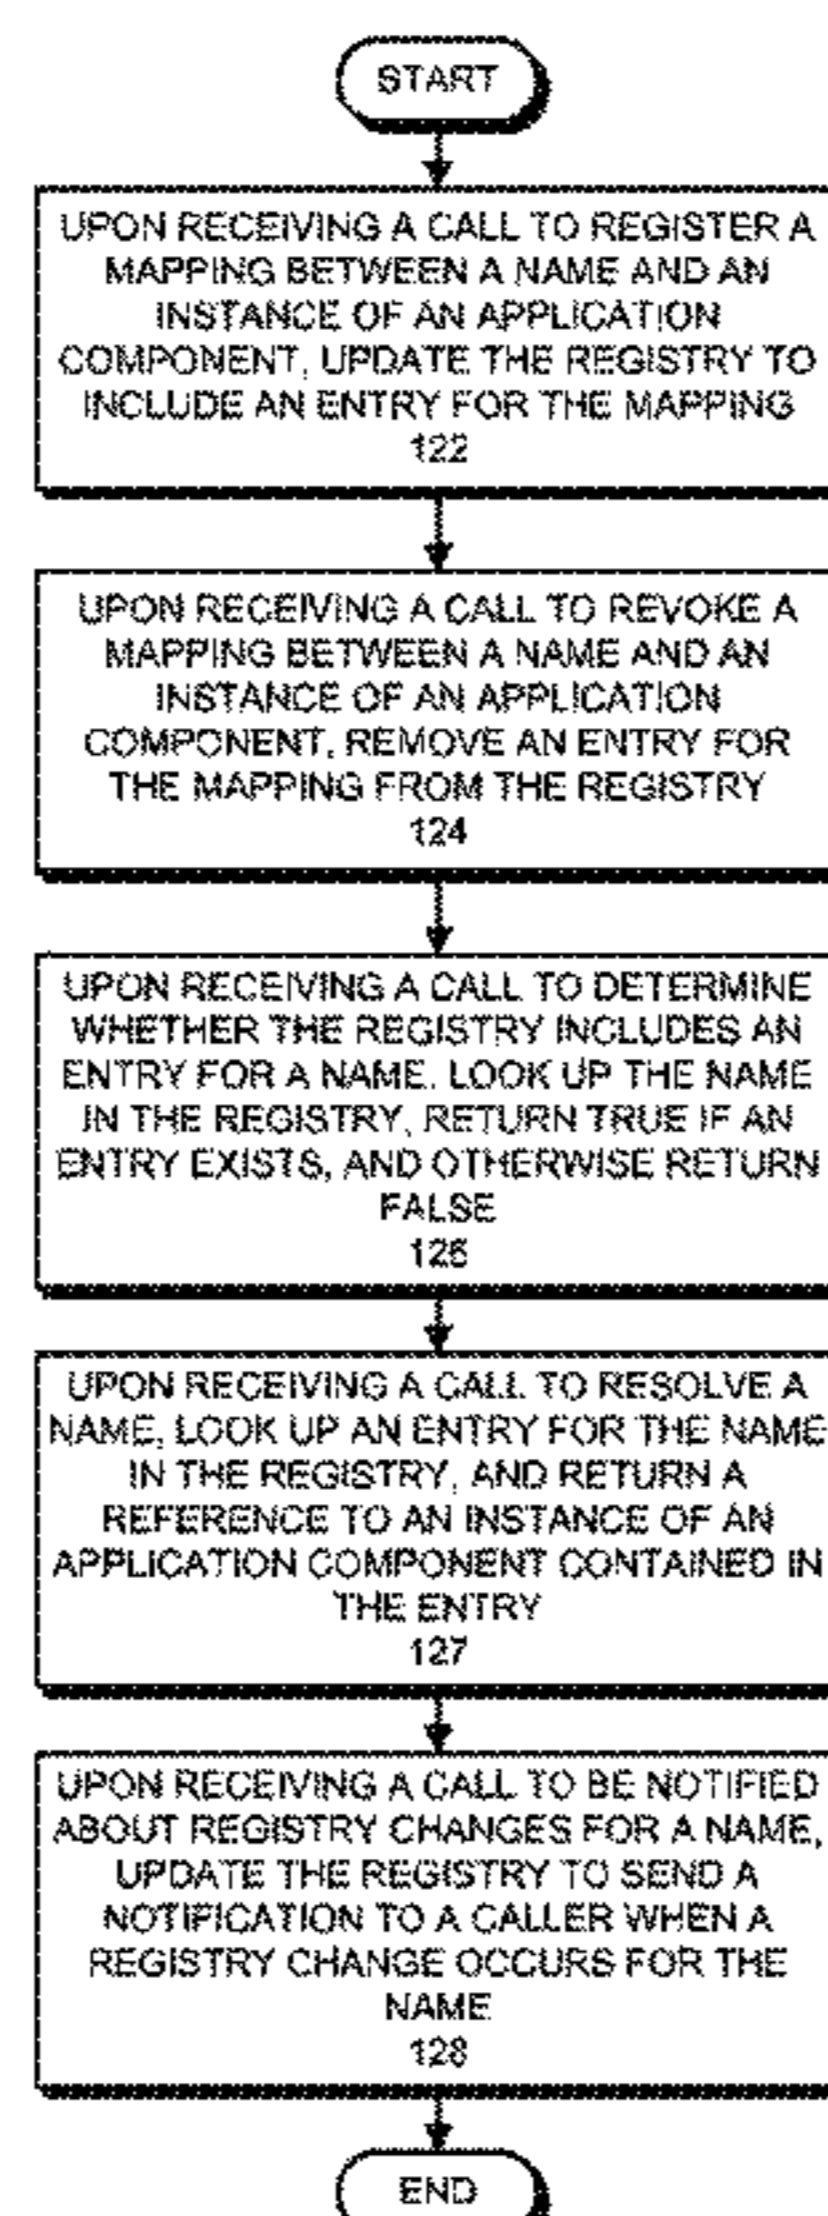 START
UPON RECEIVING A CALL TO REGISTER A
MAPPING BETWEEN A NAME AND AN
INSTANCE OF AN APPLICATION
COMPONENT, UPDATE THE REGISTRY TO
INCLUDE AN ENTRY FOR THE MAPPING
122
UPON RECEIVING A CALL TO REVOKE A
MAPPING BETWEEN A NAME AND AN
INSTANCE OF AN APPLICATION
COMPONENT, REMOVE AN ENTRY FOR
THE MAPPING FROM THE REGISTRY
124
UPON RECEIVING A CALL TO DETERMINE
WHETHER THE REGISTRY INCLUDES AN
ENTRY FOR A NAME, LOOK UP THE NAME
IN THE REGISTRY, RETURN TRUE IF AN
ENTRY EXISTS, AND OTHERWISE RETURN
FALSE
126
UPON RECEIVING A CALL TO RESOLVE A
NAME, LOOK UP AN ENTRY FOR THE NAME
IN THE REGISTRY, AND RETURN A
REFERENCE TO AN INSTANCE OF AN
APPLICATION COMPONENT CONTAINED IN
THE ENTRY
127
UPON RECEIVING A CALL TO BE NOTIFIED
ABOUT REGISTRY CHANGES FOR A NAME,
UPDATE THE REGISTRY TO SEND A
NOTIFICATION TO A CALLER WHEN A
REGISTRY CHANGE OCCURS FOR THE
NAME
128
END